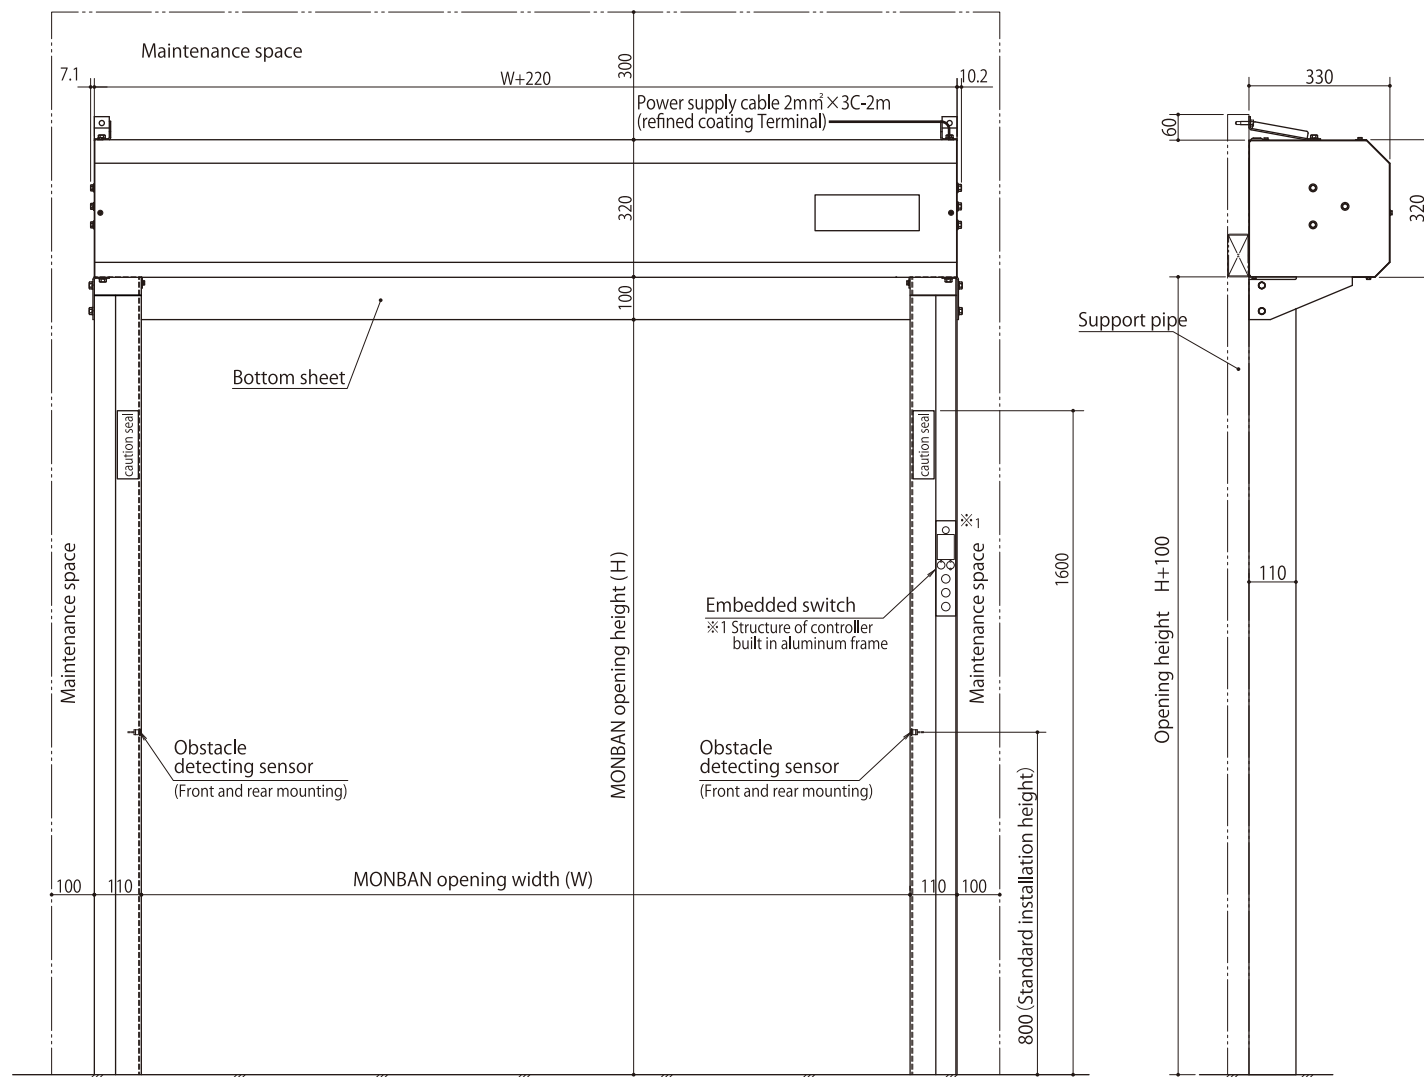 Maintenance space
7.1
W+220
300
10.2
Power supply cable 2mm²×3C-2m
(refined coating Terminal)
320
100
Bottom sheet
caution seal
caution seal
※1
Maintenance space
MONBAN opening height (H)
Embedded switch
※1 Structure of controller
built in aluminum frame
Maintenance space
1600
Obstacle
detecting sensor
(Front and rear mounting)
Obstacle
detecting sensor
(Front and rear mounting)
800 (Standard installation height)
100
110
MONBAN opening width (W)
110
100
330
60
320
Support pipe
Opening height H+100
110